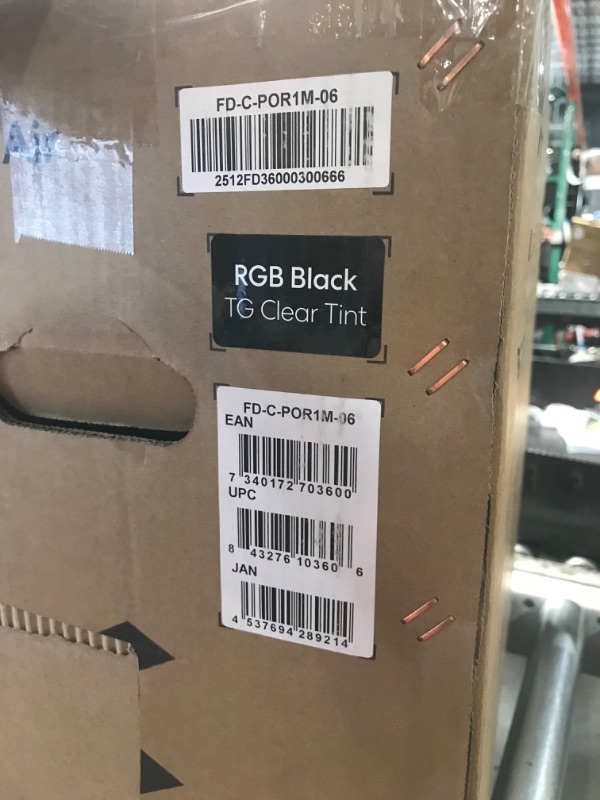 Air
FD-C-POR1M-06
2512FD36000300666
RGB Black
TG Clear Tint
FD-C-POR1M-06
EAN
7 340172 703600
UPC
8 43276 10360 6
JAN
4 537694 289214